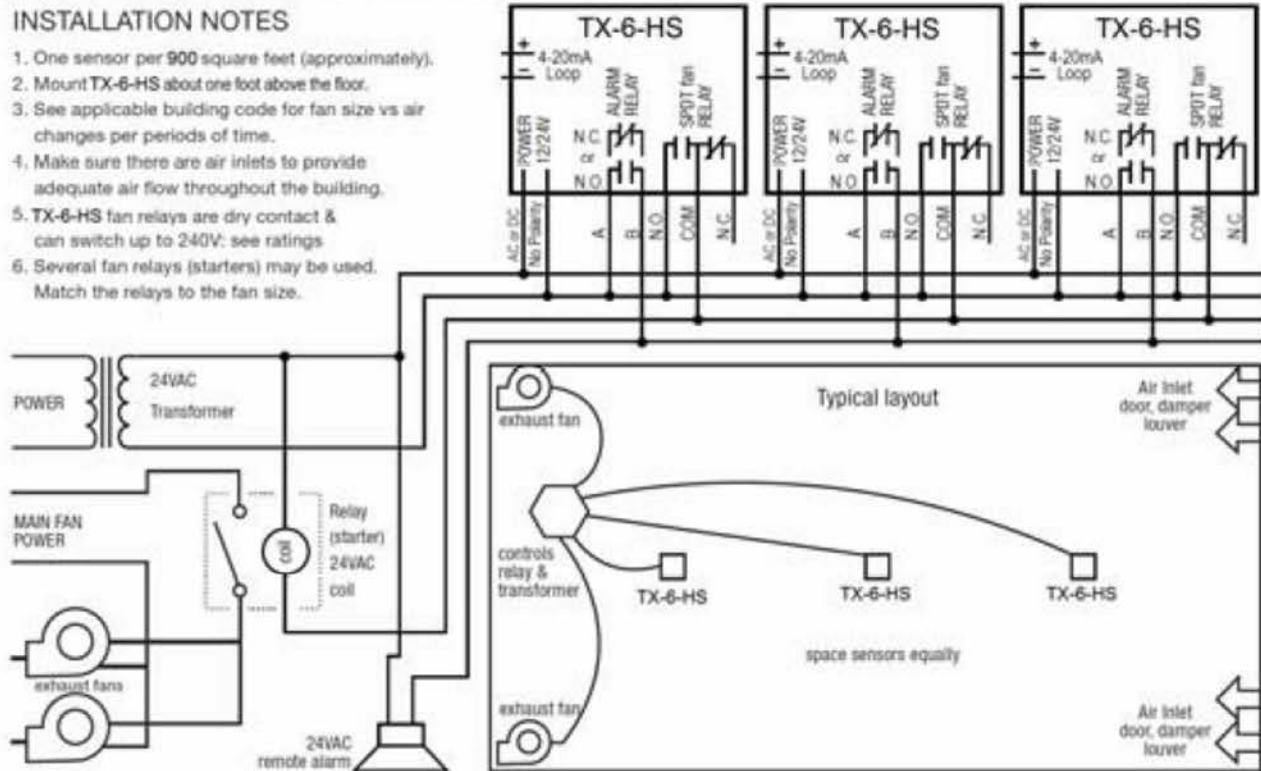 INSTALLATION NOTES
1. One sensor per 900 square feet (approximately).
2. Mount TX-6-HS about one foot above the floor.
3. See applicable building code for fan size vs air
changes per periods of time.
4. Make sure there are air inlets to provide
adequate air flow throughout the building.
5. TX-6-HS fan relays are dry contact &
can switch up to 240V: see ratings
6. Several fan relays (starters) may be used.
Match the relays to the fan size.
TX-6-HS
+
4-20mA
-
Loop
POWER
12/24V
ALARM
RELAY
N.C.
or
N.O.
SPDT fan
RELAY
AC or DC
No Polarity
A
B
N.O.
COM
N.C.
TX-6-HS
+
4-20mA
-
Loop
POWER
12/24V
ALARM
RELAY
N.C.
or
N.O.
SPDT fan
RELAY
AC or DC
No Polarity
A
B
N.O.
COM
N.C.
TX-6-HS
+
4-20mA
-
Loop
POWER
12/24V
ALARM
RELAY
N.C.
or
N.O.
SPDT fan
RELAY
AC or DC
No Polarity
A
B
N.O.
COM
N.C.
POWER
24VAC
Transformer
MAIN FAN
POWER
coil
Relay
(starter)
24VAC
coil
exhaust fans
24VAC
remote alarm
Typical layout
exhaust fan
Air Inlet
door, damper
louver
controls
relay &
transformer
TX-6-HS
TX-6-HS
TX-6-HS
space sensors equally
exhaust fan
Air Inlet
door, damper
louver